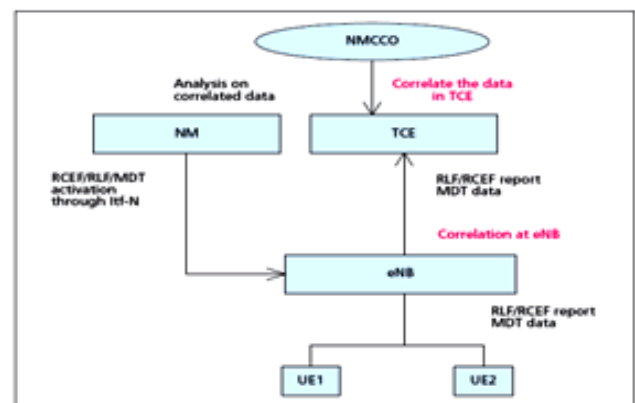 NMCCO
Analysis on
correlated data
Correlate the data
in TCE
NM
TCE
RCEF/RLF/MDT
activation
through Itf-N
RLF/RCEF report
MDT data
Correlation at eNB
eNB
RLF/RCEF report
MDT data
UE1
UE2